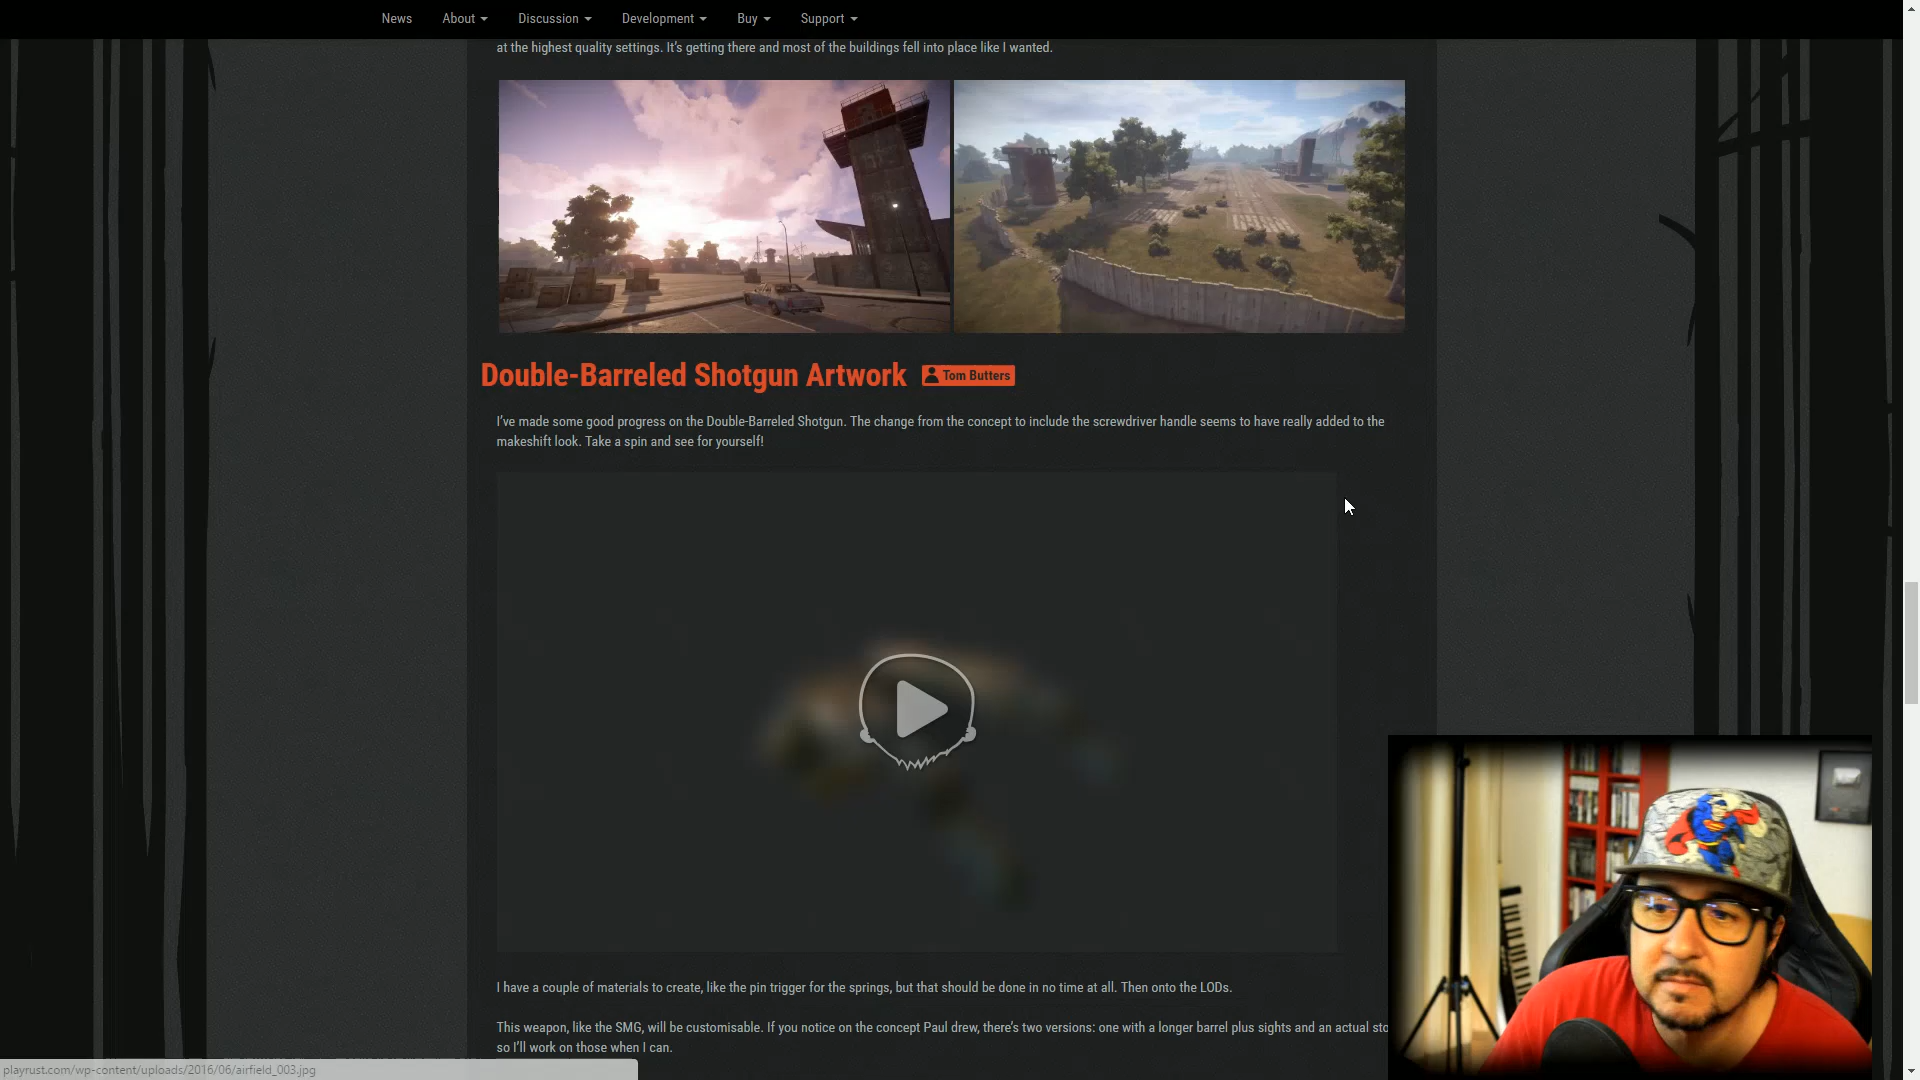 News About Discussion Development Buy Support
at the highest quality settings. It's getting there and most of the buildings fell into place like I wanted.
Double-Barreled Shotgun Artwork Tom Butters
I've made some good progress on the Double-Barreled Shotgun. The change from the concept to include the screwdriver handle seems to have really added to the
makeshift look. Take a spin and see for yourself!
I have a couple of materials to create, like the pin trigger for the springs, but that should be done in no time at all. Then onto the LODs.
This weapon, like the SMG, will be customisable. If you notice on the concept Paul drew, there's two versions: one with a longer barrel plus sights and an actual sto
so I'll work on those when I can.
playrust.com/wp-content/uploads/2016/06/airfield_003.jpg